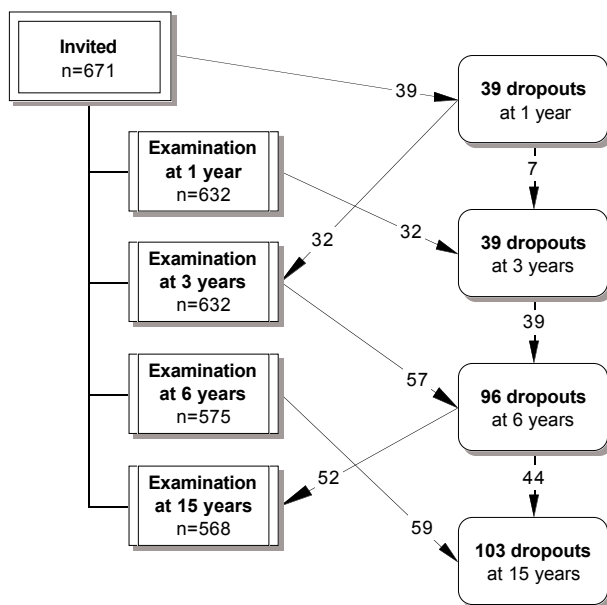 Invited
n=671
39
39 dropouts
at 1 year
7
Examination
at 1 year
n=632
32
32
39 dropouts
at 3 years
Examination
at 3 years
n=632
39
57
Examination
at 6 years
n=575
96 dropouts
at 6 years
52
44
Examination
at 15 years
n=568
59
103 dropouts
at 15 years